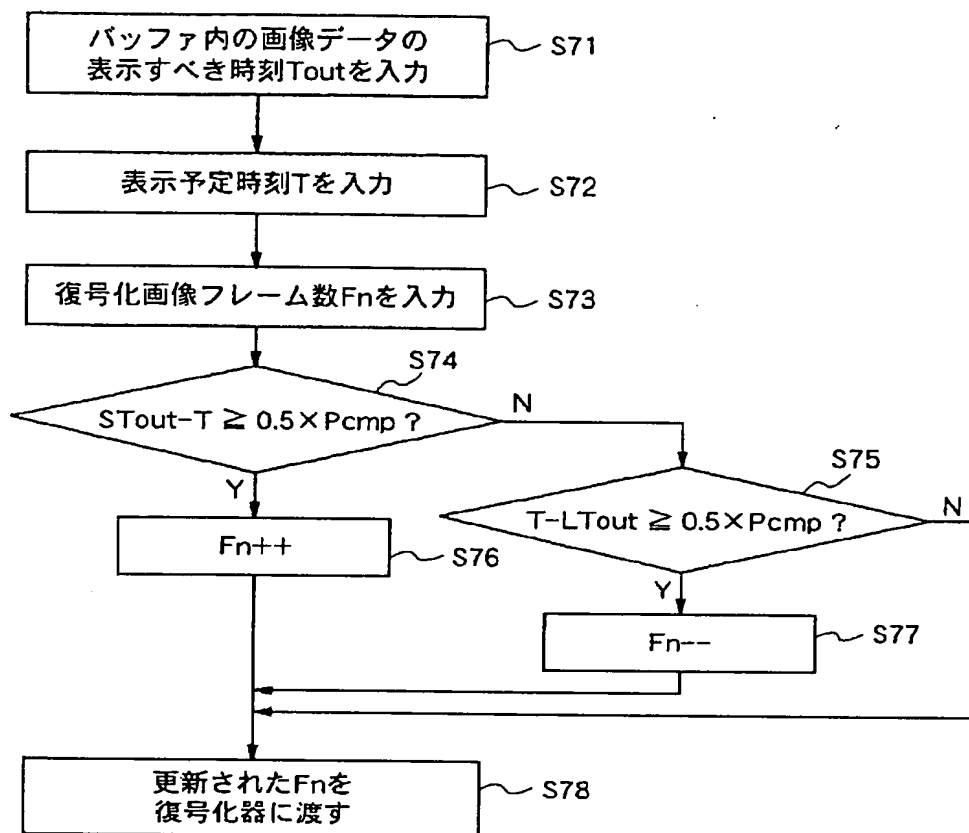 バッファ内の画像データの
表示すべき時刻Toutを入力
S71
表示予定時刻Tを入力
S72
復号化画像フレーム数Fnを入力
S73
S74
STout-T ≧ 0.5×Pcmp ?
N
Y
S75
T-LTout ≧ 0.5×Pcmp ?
N
Y
Fn++
S76
Fn--
S77
更新されたFnを
復号化器に渡す
S78